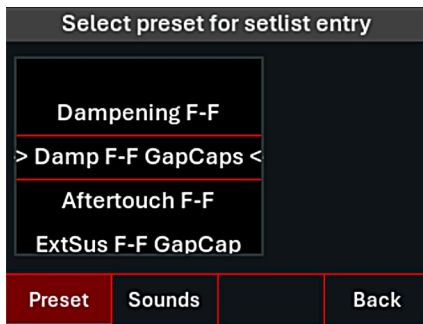 Select preset for setlist entry
Dampening F-F
> Damp F-F GapCaps <
Aftertouch F-F
ExtSus F-F GapCap
Preset Sounds Back